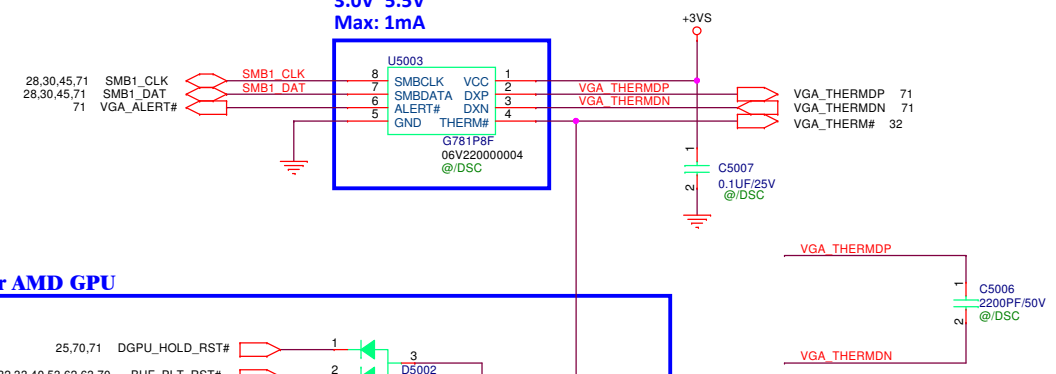 3.0V~5.5V
Max: 1mA
+3VS
U5003
28,30,45,71 SMB1_CLK SMB1_CLK 8 SMBCLK VCC 1
28,30,45,71 SMB1_DAT SMB1_DAT 7 SMBDATA DXP 2 VGA_THERMDP VGA_THERMDP 71
71 VGA_ALERT# 6 ALERT# DXN 3 VGA_THERMDN VGA_THERMDN 71
5 GND THERM# 4 VGA_THERM# 32
G781P8F
06V220000004
@/DSC
1
C5007
2
0.1UF/25V
@/DSC
VGA_THERMDP
r AMD GPU
1
C5006
2200PF/50V
2
@/DSC
25,70,71 DGPU_HOLD_RST# 1
3
VGA_THERMDN
D5002
2
BUF_PLT_RST#